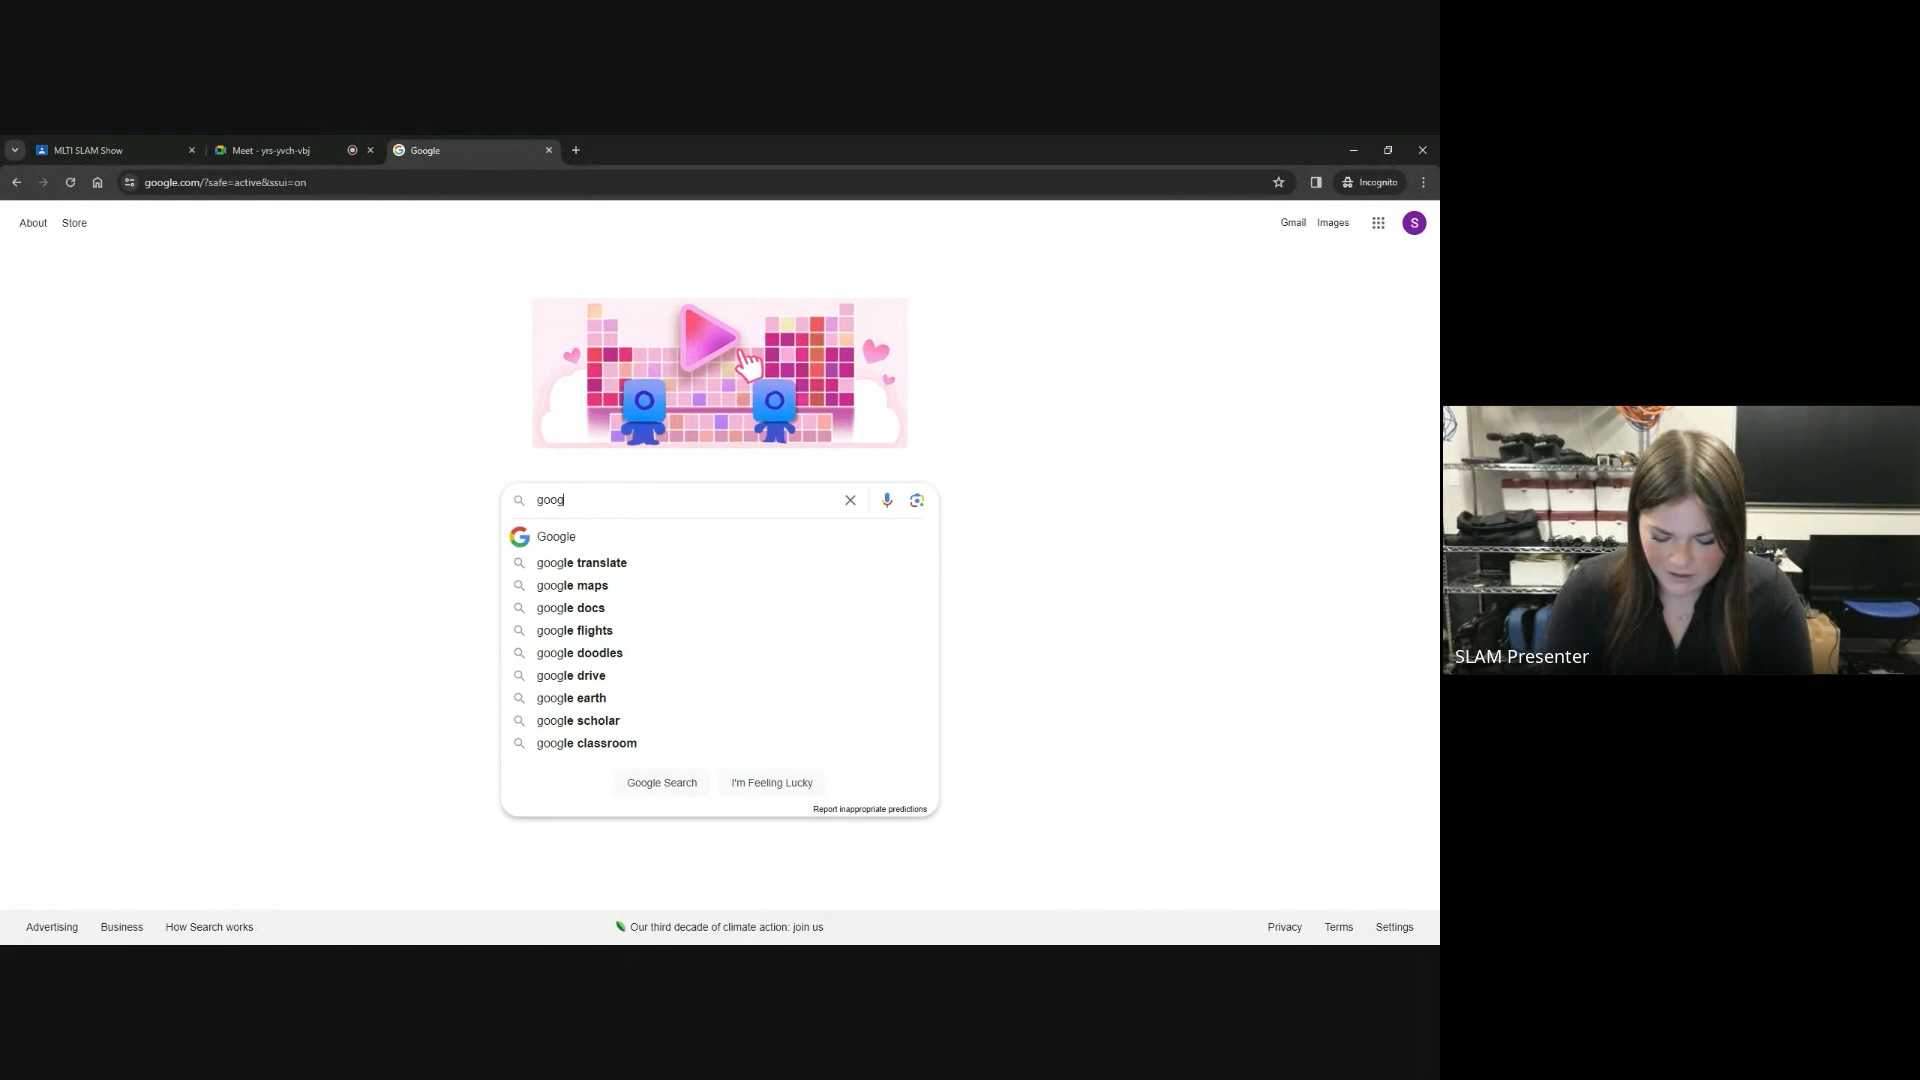 MLTI SLAM Show
Meet - yrs-yvch-vbj
Google
google.com/?safe=active&ssui=on
Incognito
About
Store
Gmail
Images
S
goog
Google
google translate
google maps
google docs
google flights
google doodles
google drive
google earth
google scholar
google classroom
Google Search
I'm Feeling Lucky
Report inappropriate predictions
SLAM Presenter
Advertising
Business
How Search works
Our third decade of climate action: join us
Privacy
Terms
Settings